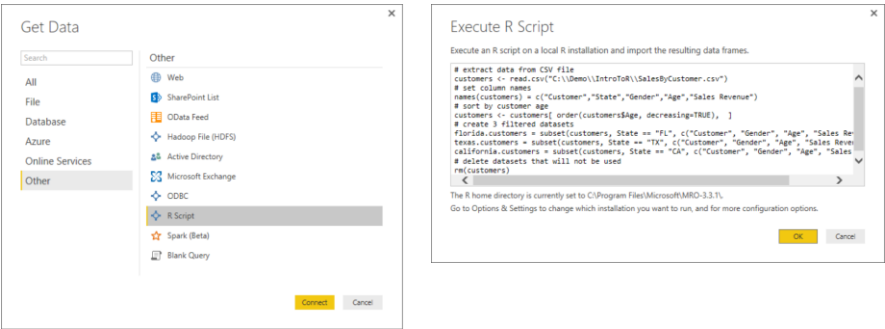 Get Data
Search
All
File
Database
Azure
Online Services
Other
Other
Web
SharePoint List
OData Feed
Hadoop File (HDFS)
Active Directory
Microsoft Exchange
ODBC
R Script
Spark (Beta)
Blank Query
Connect
Cancel
Execute R Script
Execute an R script on a local R installation and import the resulting data frames.
# extract data from CSV file
customers <- read.csv("C:\\Demo\\IntroToR\\SalesByCustomer.csv")
# set column names
names(customers) = c("Customer","State","Gender","Age","Sales Revenue")
# sort by customer age
customers <- customers[ order(customers$Age, decreasing=TRUE),  ]
# create 3 filtered datasets
florida.customers = subset(customers, State == "FL", c("Customer", "Gender", "Age", "Sales Re
texas.customers = subset(customers, State == "TX", c("Customer", "Gender", "Age", "Sales Reve
california.customers = subset(customers, State == "CA", c("Customer", "Gender", "Age", "Sales
# delete datasets that will not be used
rm(customers)
The R home directory is currently set to C:\Program Files\Microsoft\MRO-3.3.1\.
Go to Options & Settings to change which installation you want to run, and for more configuration options.
OK
Cancel